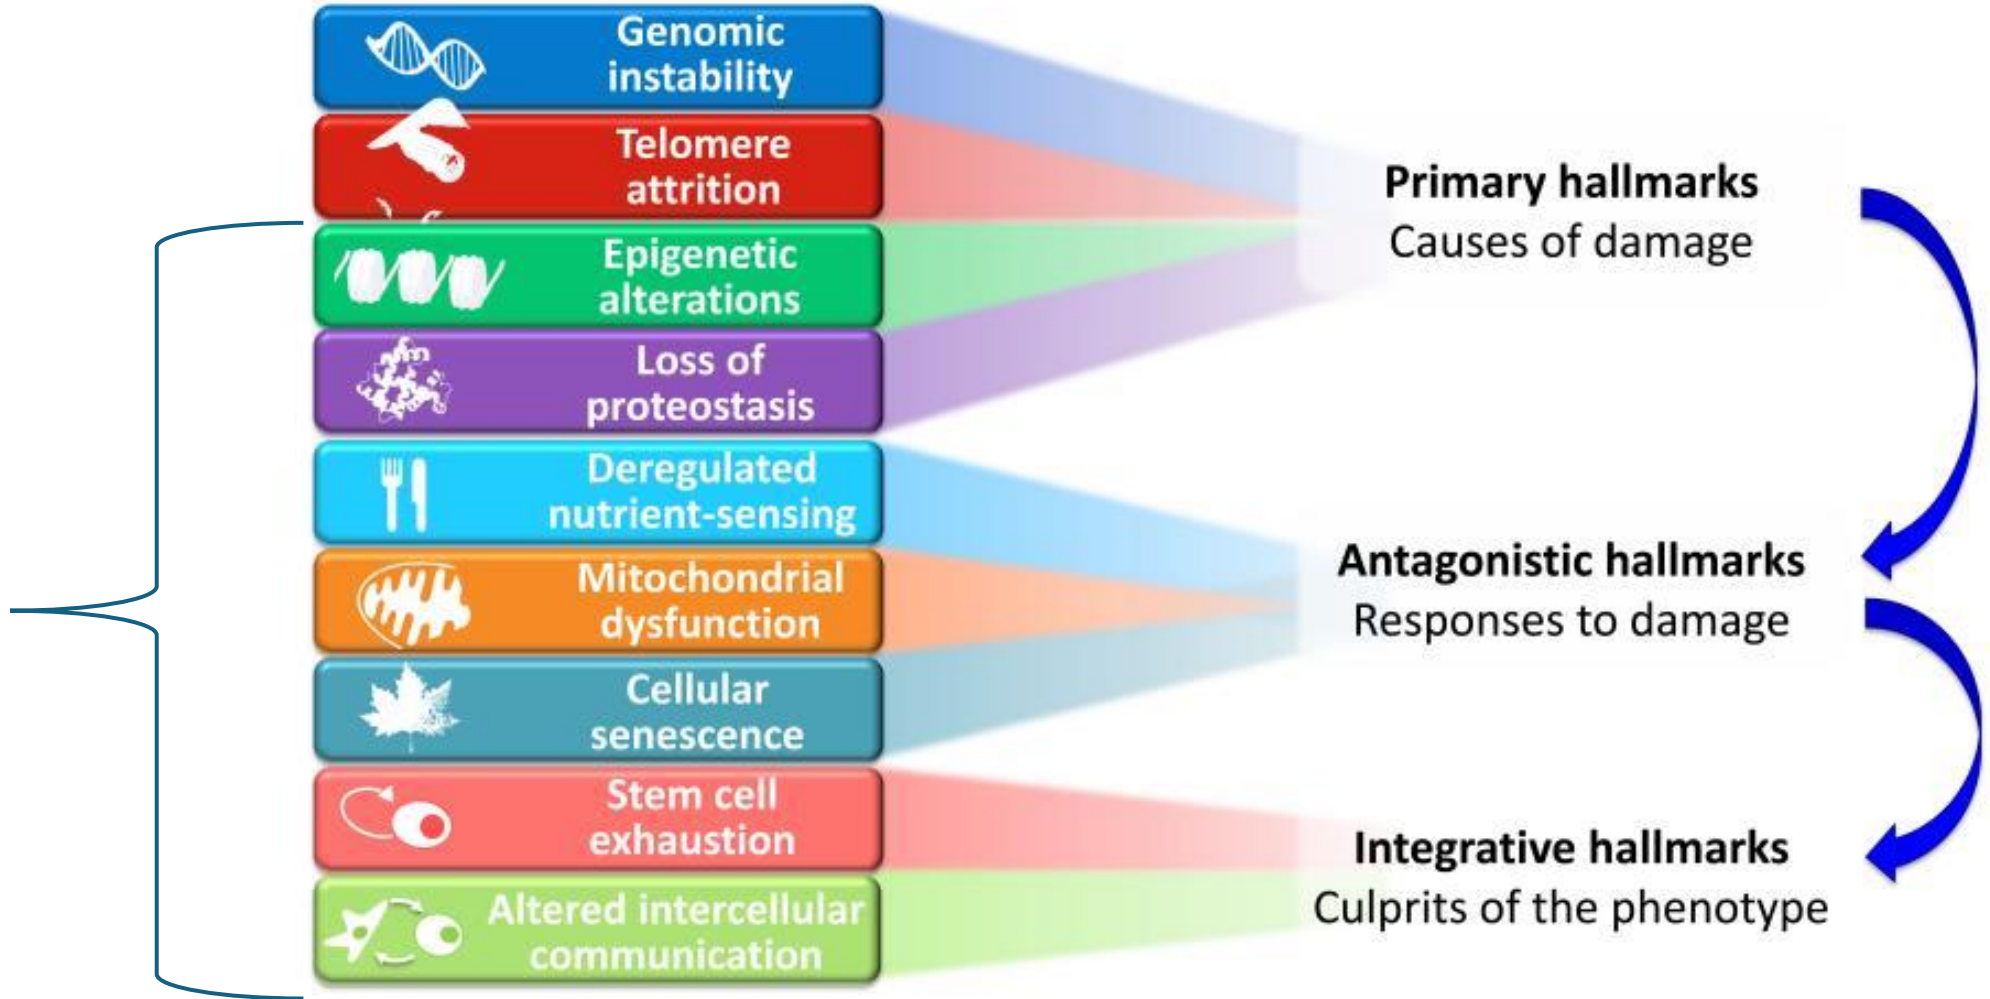 Genomic
instability
Telomere
attrition
Epigenetic
alterations
Loss of
proteostasis
Deregulated
nutrient-sensing
Mitochondrial
dysfunction
Cellular
senescence
Stem cell
exhaustion
Altered intercellular
communication
Primary hallmarks
Causes of damage
Antagonistic hallmarks
Responses to damage
Integrative hallmarks
Culprits of the phenotype